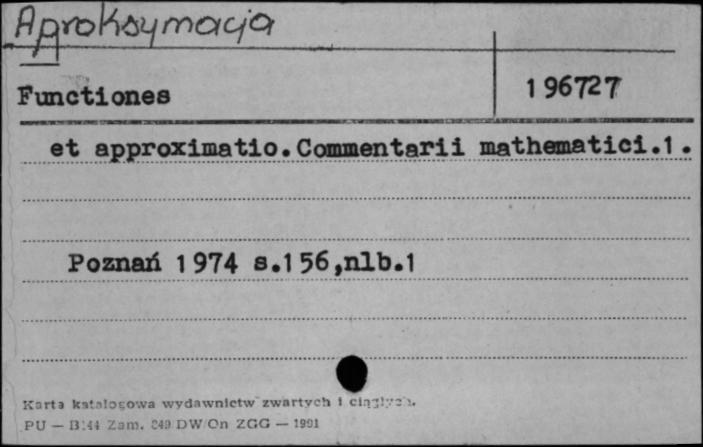 Aproksymacja
Functiones
196727
et approximatio.Commentarii mathematici.1.
Poznań 1974 s.156,nlb.1
Karta katalogowa wydawnictw zwartych i ciągłych.
PU — B/44 Zam. 249 DW/On ZGG — 1991